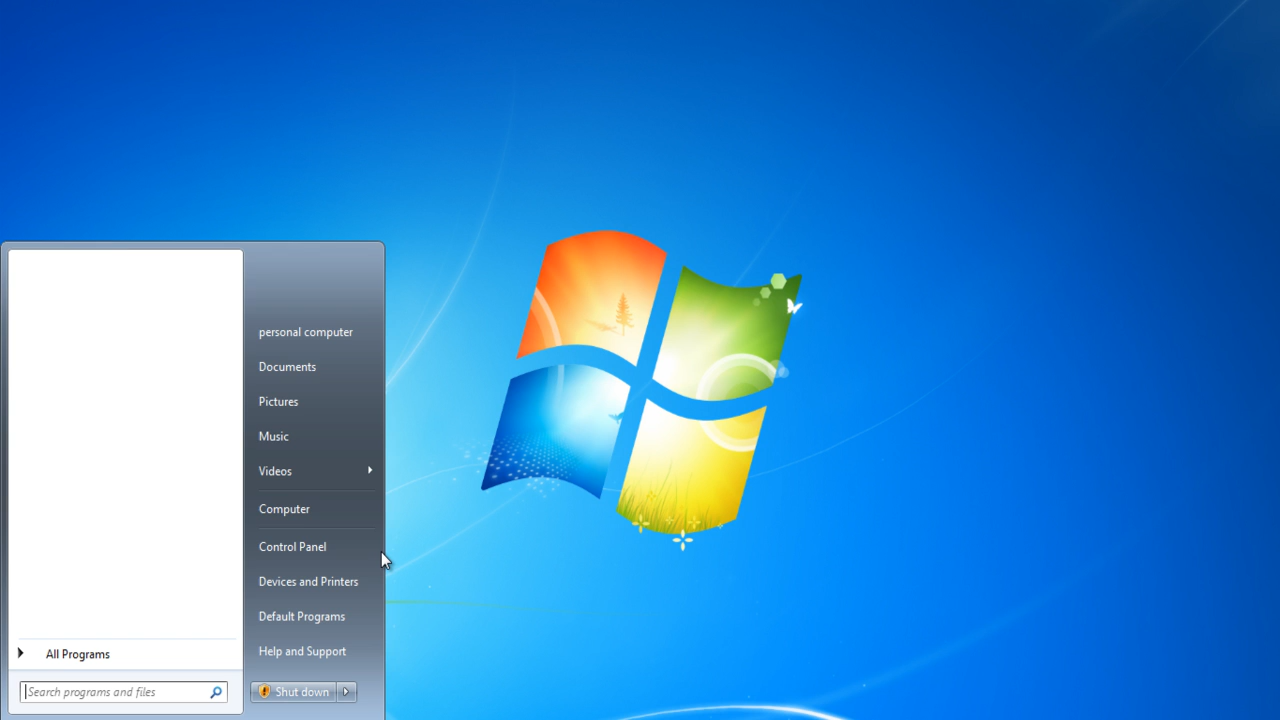 personal computer
Documents
Pictures
Music
Videos
Computer
Control Panel
Devices and Printers
Default Programs
Help and Support
All Programs
Search programs and files
Shut down